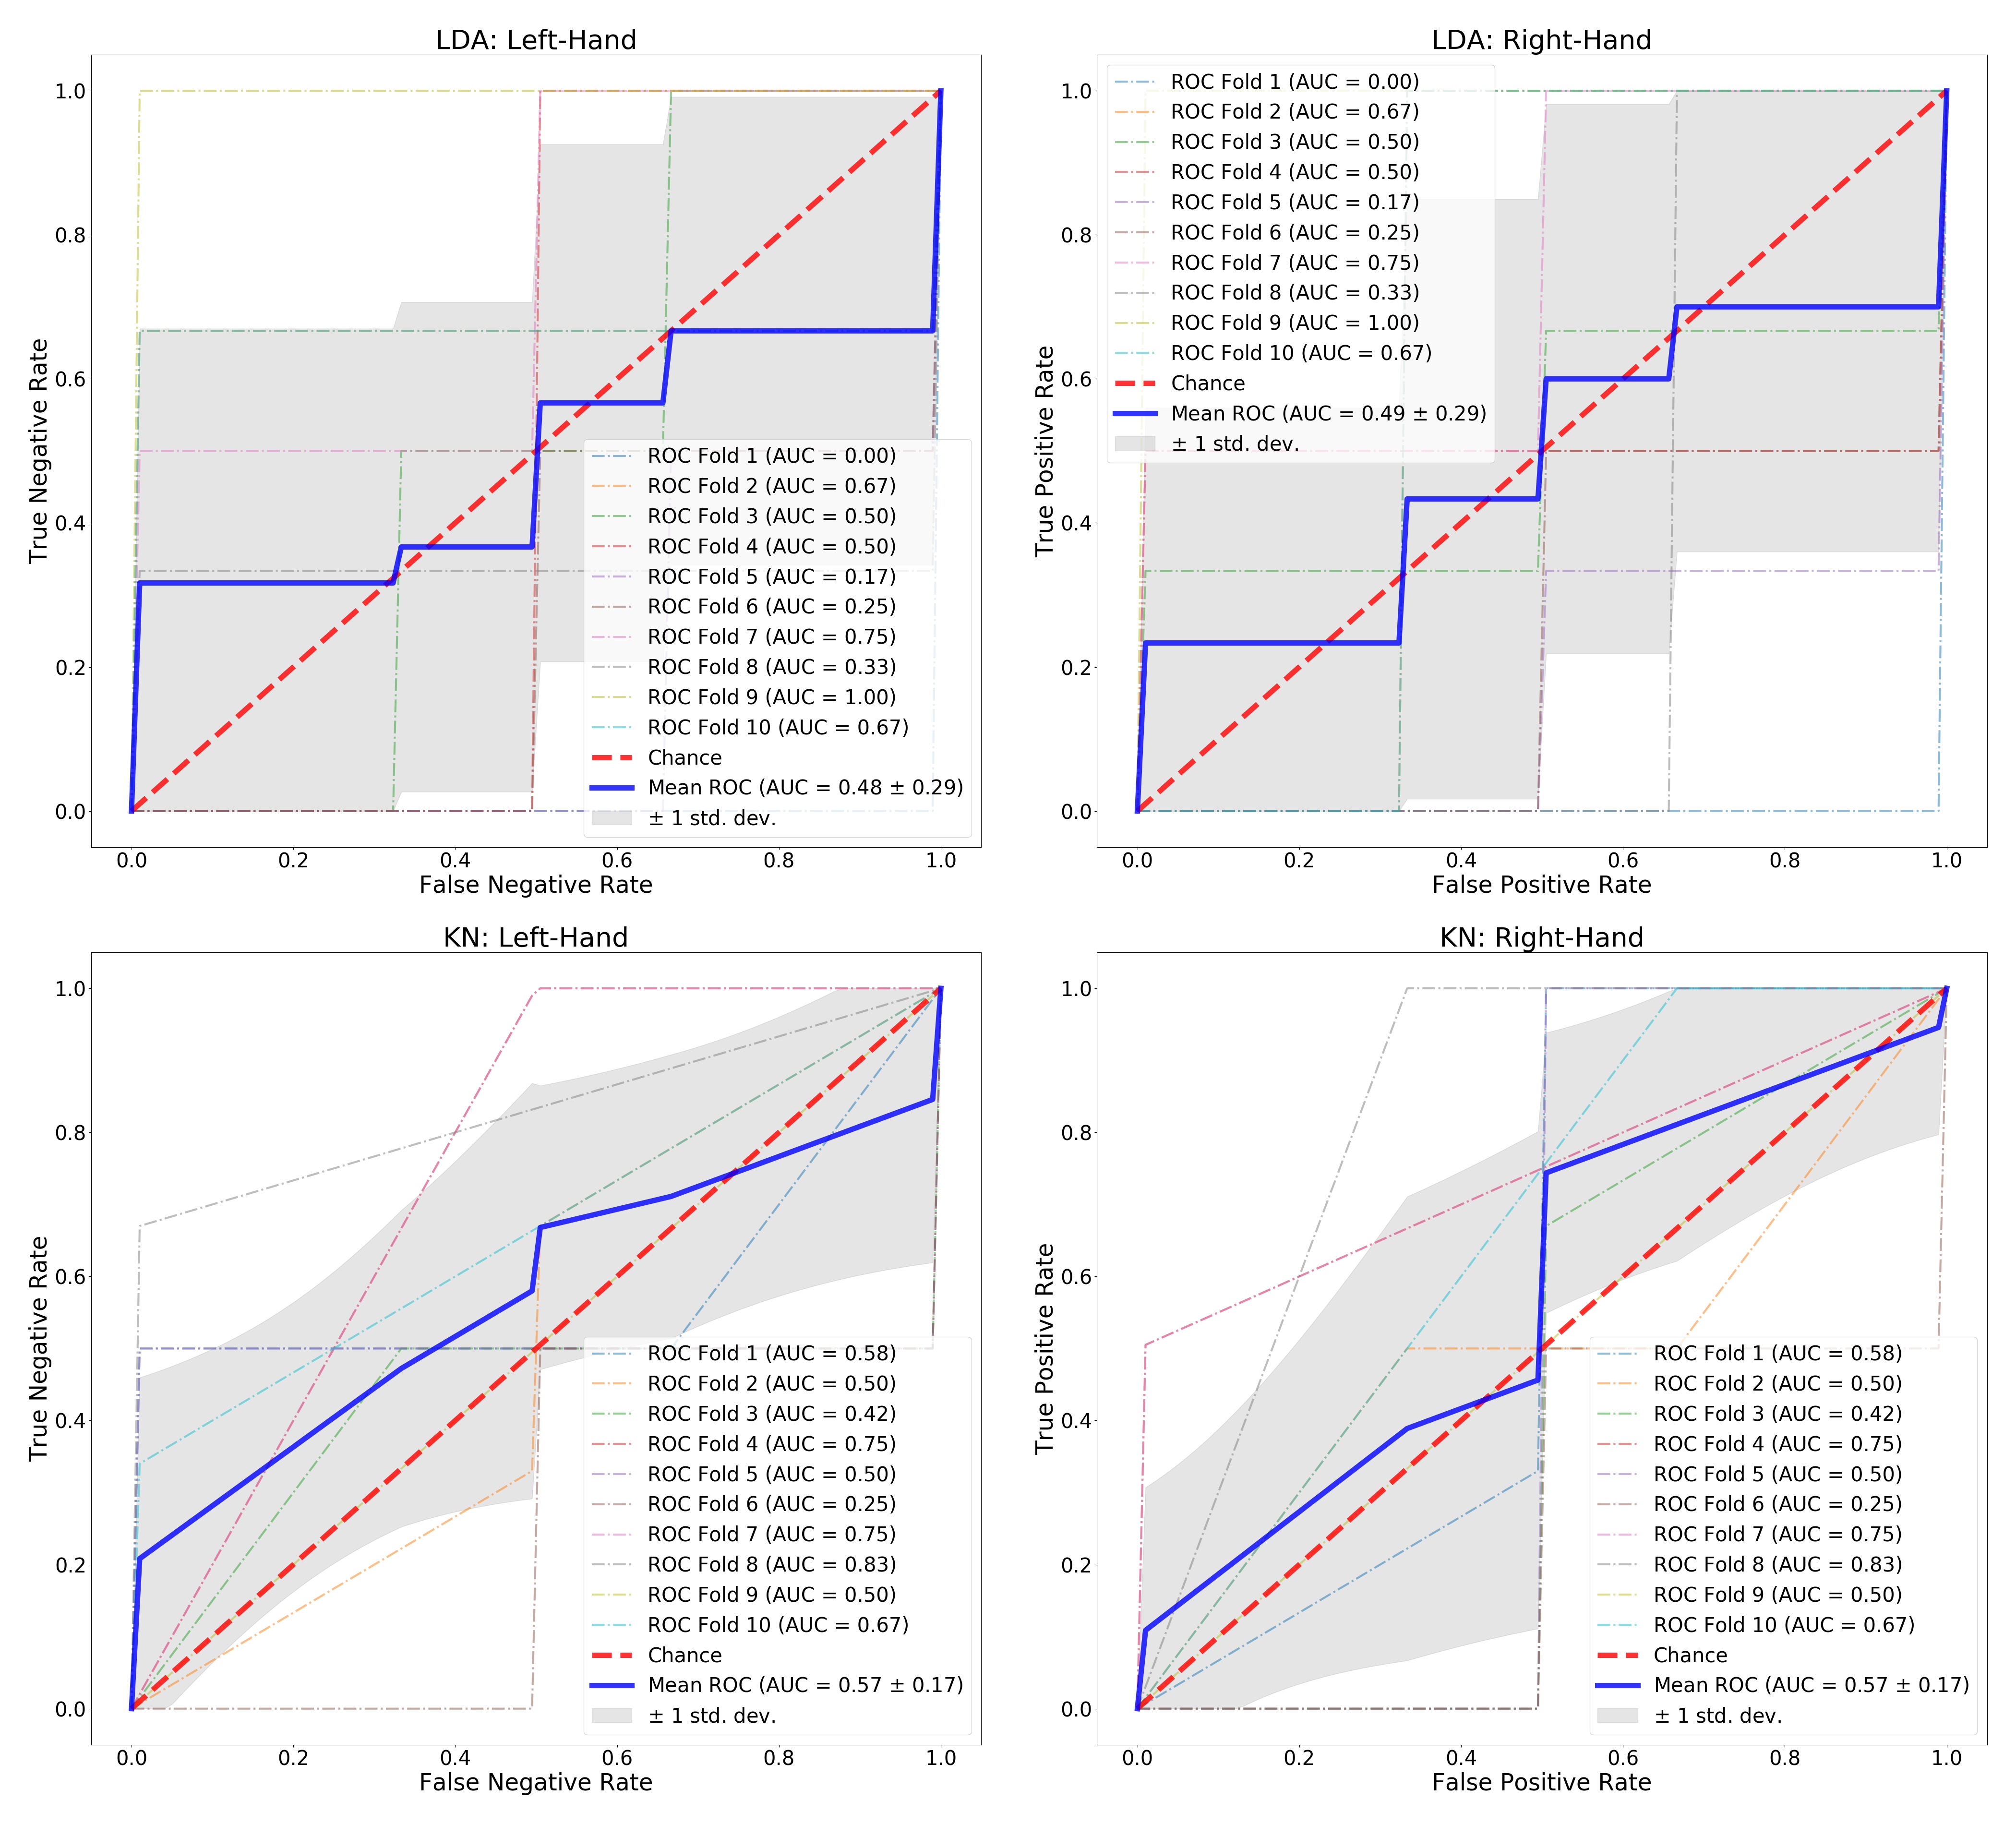 LDA: Left-Hand
True Negative Rate
1.0
0.8
0.6
0.4
0.2
0.0
ROC Fold 1 (AUC = 0.00)
ROC Fold 2 (AUC = 0.67)
ROC Fold 3 (AUC = 0.50)
ROC Fold 4 (AUC = 0.50)
ROC Fold 5 (AUC = 0.17)
ROC Fold 6 (AUC = 0.25)
ROC Fold 7 (AUC = 0.75)
ROC Fold 8 (AUC = 0.33)
ROC Fold 9 (AUC = 1.00)
ROC Fold 10 (AUC = 0.67)
Chance
Mean ROC (AUC = 0.48 ± 0.29)
± 1 std. dev.
0.0 0.2 0.4 0.6 0.8 1.0
False Negative Rate
LDA: Right-Hand
True Positive Rate
1.0
0.8
0.6
0.4
0.2
0.0
ROC Fold 1 (AUC = 0.00)
ROC Fold 2 (AUC = 0.67)
ROC Fold 3 (AUC = 0.50)
ROC Fold 4 (AUC = 0.50)
ROC Fold 5 (AUC = 0.17)
ROC Fold 6 (AUC = 0.25)
ROC Fold 7 (AUC = 0.75)
ROC Fold 8 (AUC = 0.33)
ROC Fold 9 (AUC = 1.00)
ROC Fold 10 (AUC = 0.67)
Chance
Mean ROC (AUC = 0.49 ± 0.29)
± 1 std. dev.
0.0 0.2 0.4 0.6 0.8 1.0
False Positive Rate
KN: Left-Hand
True Negative Rate
1.0
0.8
0.6
0.4
0.2
0.0
ROC Fold 1 (AUC = 0.58)
ROC Fold 2 (AUC = 0.50)
ROC Fold 3 (AUC = 0.42)
ROC Fold 4 (AUC = 0.75)
ROC Fold 5 (AUC = 0.50)
ROC Fold 6 (AUC = 0.25)
ROC Fold 7 (AUC = 0.75)
ROC Fold 8 (AUC = 0.83)
ROC Fold 9 (AUC = 0.50)
ROC Fold 10 (AUC = 0.67)
Chance
Mean ROC (AUC = 0.57 ± 0.17)
± 1 std. dev.
0.0 0.2 0.4 0.6 0.8 1.0
False Negative Rate
KN: Right-Hand
True Positive Rate
1.0
0.8
0.6
0.4
0.2
0.0
ROC Fold 1 (AUC = 0.58)
ROC Fold 2 (AUC = 0.50)
ROC Fold 3 (AUC = 0.42)
ROC Fold 4 (AUC = 0.75)
ROC Fold 5 (AUC = 0.50)
ROC Fold 6 (AUC = 0.25)
ROC Fold 7 (AUC = 0.75)
ROC Fold 8 (AUC = 0.83)
ROC Fold 9 (AUC = 0.50)
ROC Fold 10 (AUC = 0.67)
Chance
Mean ROC (AUC = 0.57 ± 0.17)
± 1 std. dev.
0.0 0.2 0.4 0.6 0.8 1.0
False Positive Rate